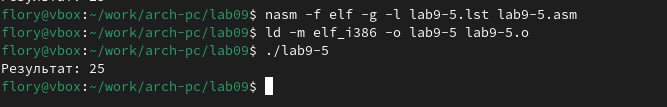 flory@vbox:~/work/arch-pc/lab09$ nasm -f elf -g -l lab9-5.lst lab9-5.asm
flory@vbox:~/work/arch-pc/lab09$ ld -m elf_i386 -o lab9-5 lab9-5.o
flory@vbox:~/work/arch-pc/lab09$ ./lab9-5
Результат: 25
flory@vbox:~/work/arch-pc/lab09$